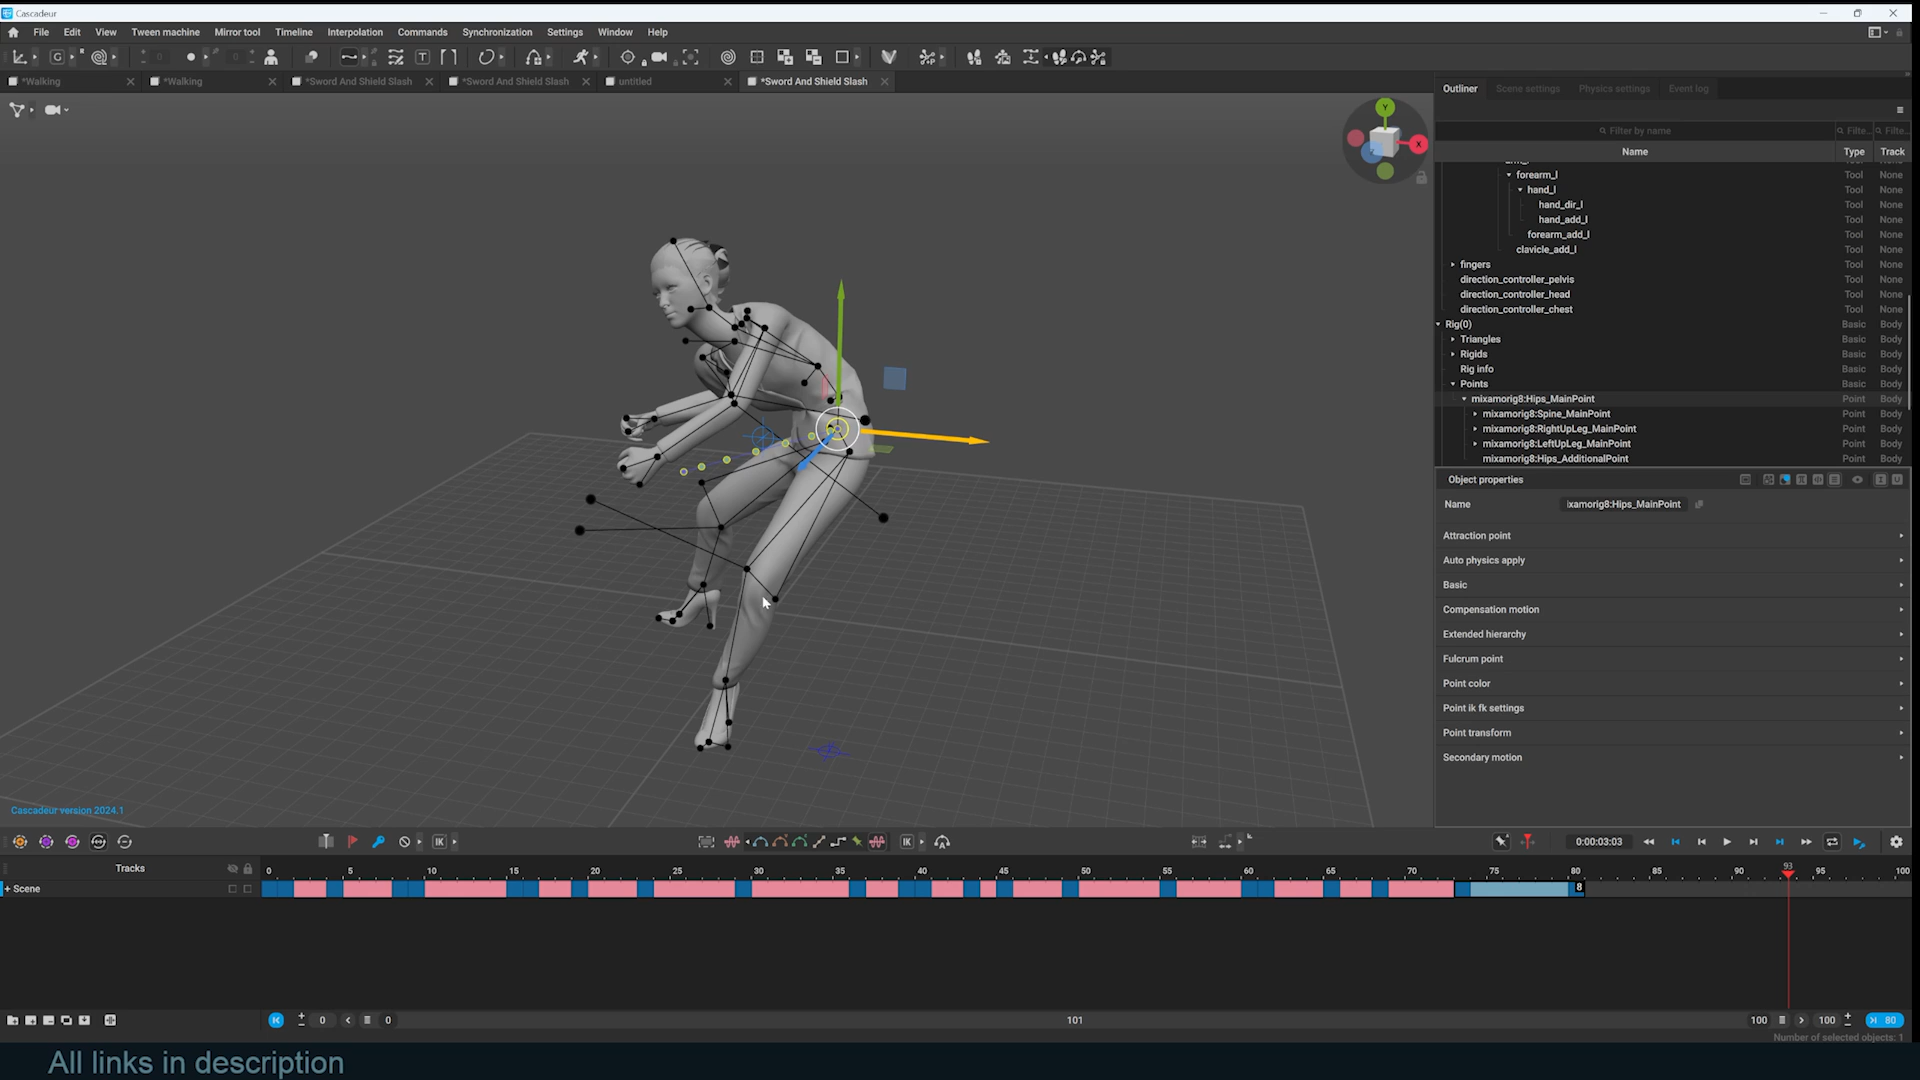 Cascadeur
File Edit View Tween machine Mirror tool Timeline Interpolation Commands Synchronization Settings Window Help
*Walking *Walking *Sword And Shield Slash *Sword And Shield Slash untitled *Sword And Shield Slash
Outliner Scene settings Physics settings Event log
Filter by name Filte... Filte...
Name Type Track
forearm_l Tool None
hand_l Tool None
hand_dir_l Tool None
hand_add_l Tool None
forearm_add_l Tool None
clavicle_add_l Tool None
fingers Tool None
direction_controller_pelvis Tool None
direction_controller_head Tool None
direction_controller_chest Tool None
Rig(0) Basic Body
Triangles Basic Body
Rigids Basic Body
Rig info Basic Body
Points Basic Body
mixamorig8:Hips_MainPoint Point Body
mixamorig8:Spine_MainPoint Point Body
mixamorig8:RightUpLeg_MainPoint Point Body
mixamorig8:LeftUpLeg_MainPoint Point Body
mixamorig8:Hips_AdditionalPoint Point Body
Object properties
Name ixamorig8:Hips_MainPoint
Attraction point
Auto physics apply
Basic
Compensation motion
Extended hierarchy
Fulcrum point
Point color
Point ik fk settings
Point transform
Secondary motion
Y
X
Cascadeur version 2024.1
IK IK 0:00:03:03
Tracks 0 5 10 15 20 25 30 35 40 45 50 55 60 65 70 75 80 85 90 93 95 100
+ Scene 8
0 0 101 100 100 80
Number of selected objects: 1
All links in description